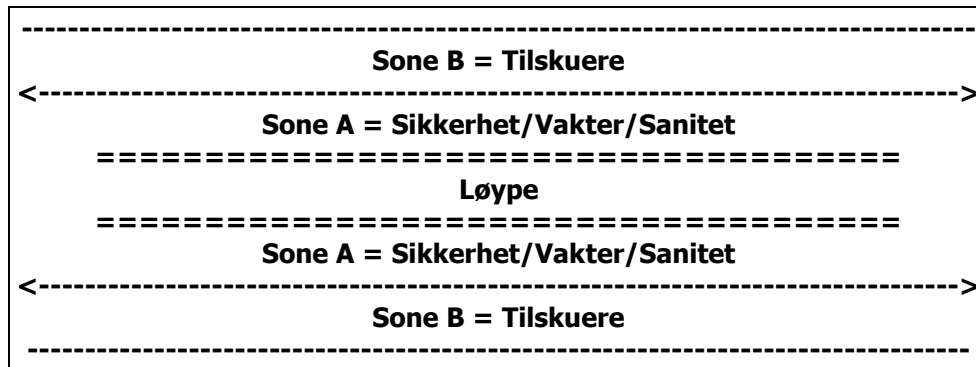 Sone B = Tilskuere
Sone A = Sikkerhet/Vakter/Sanitet
Løype
Sone A = Sikkerhet/Vakter/Sanitet
Sone B = Tilskuere